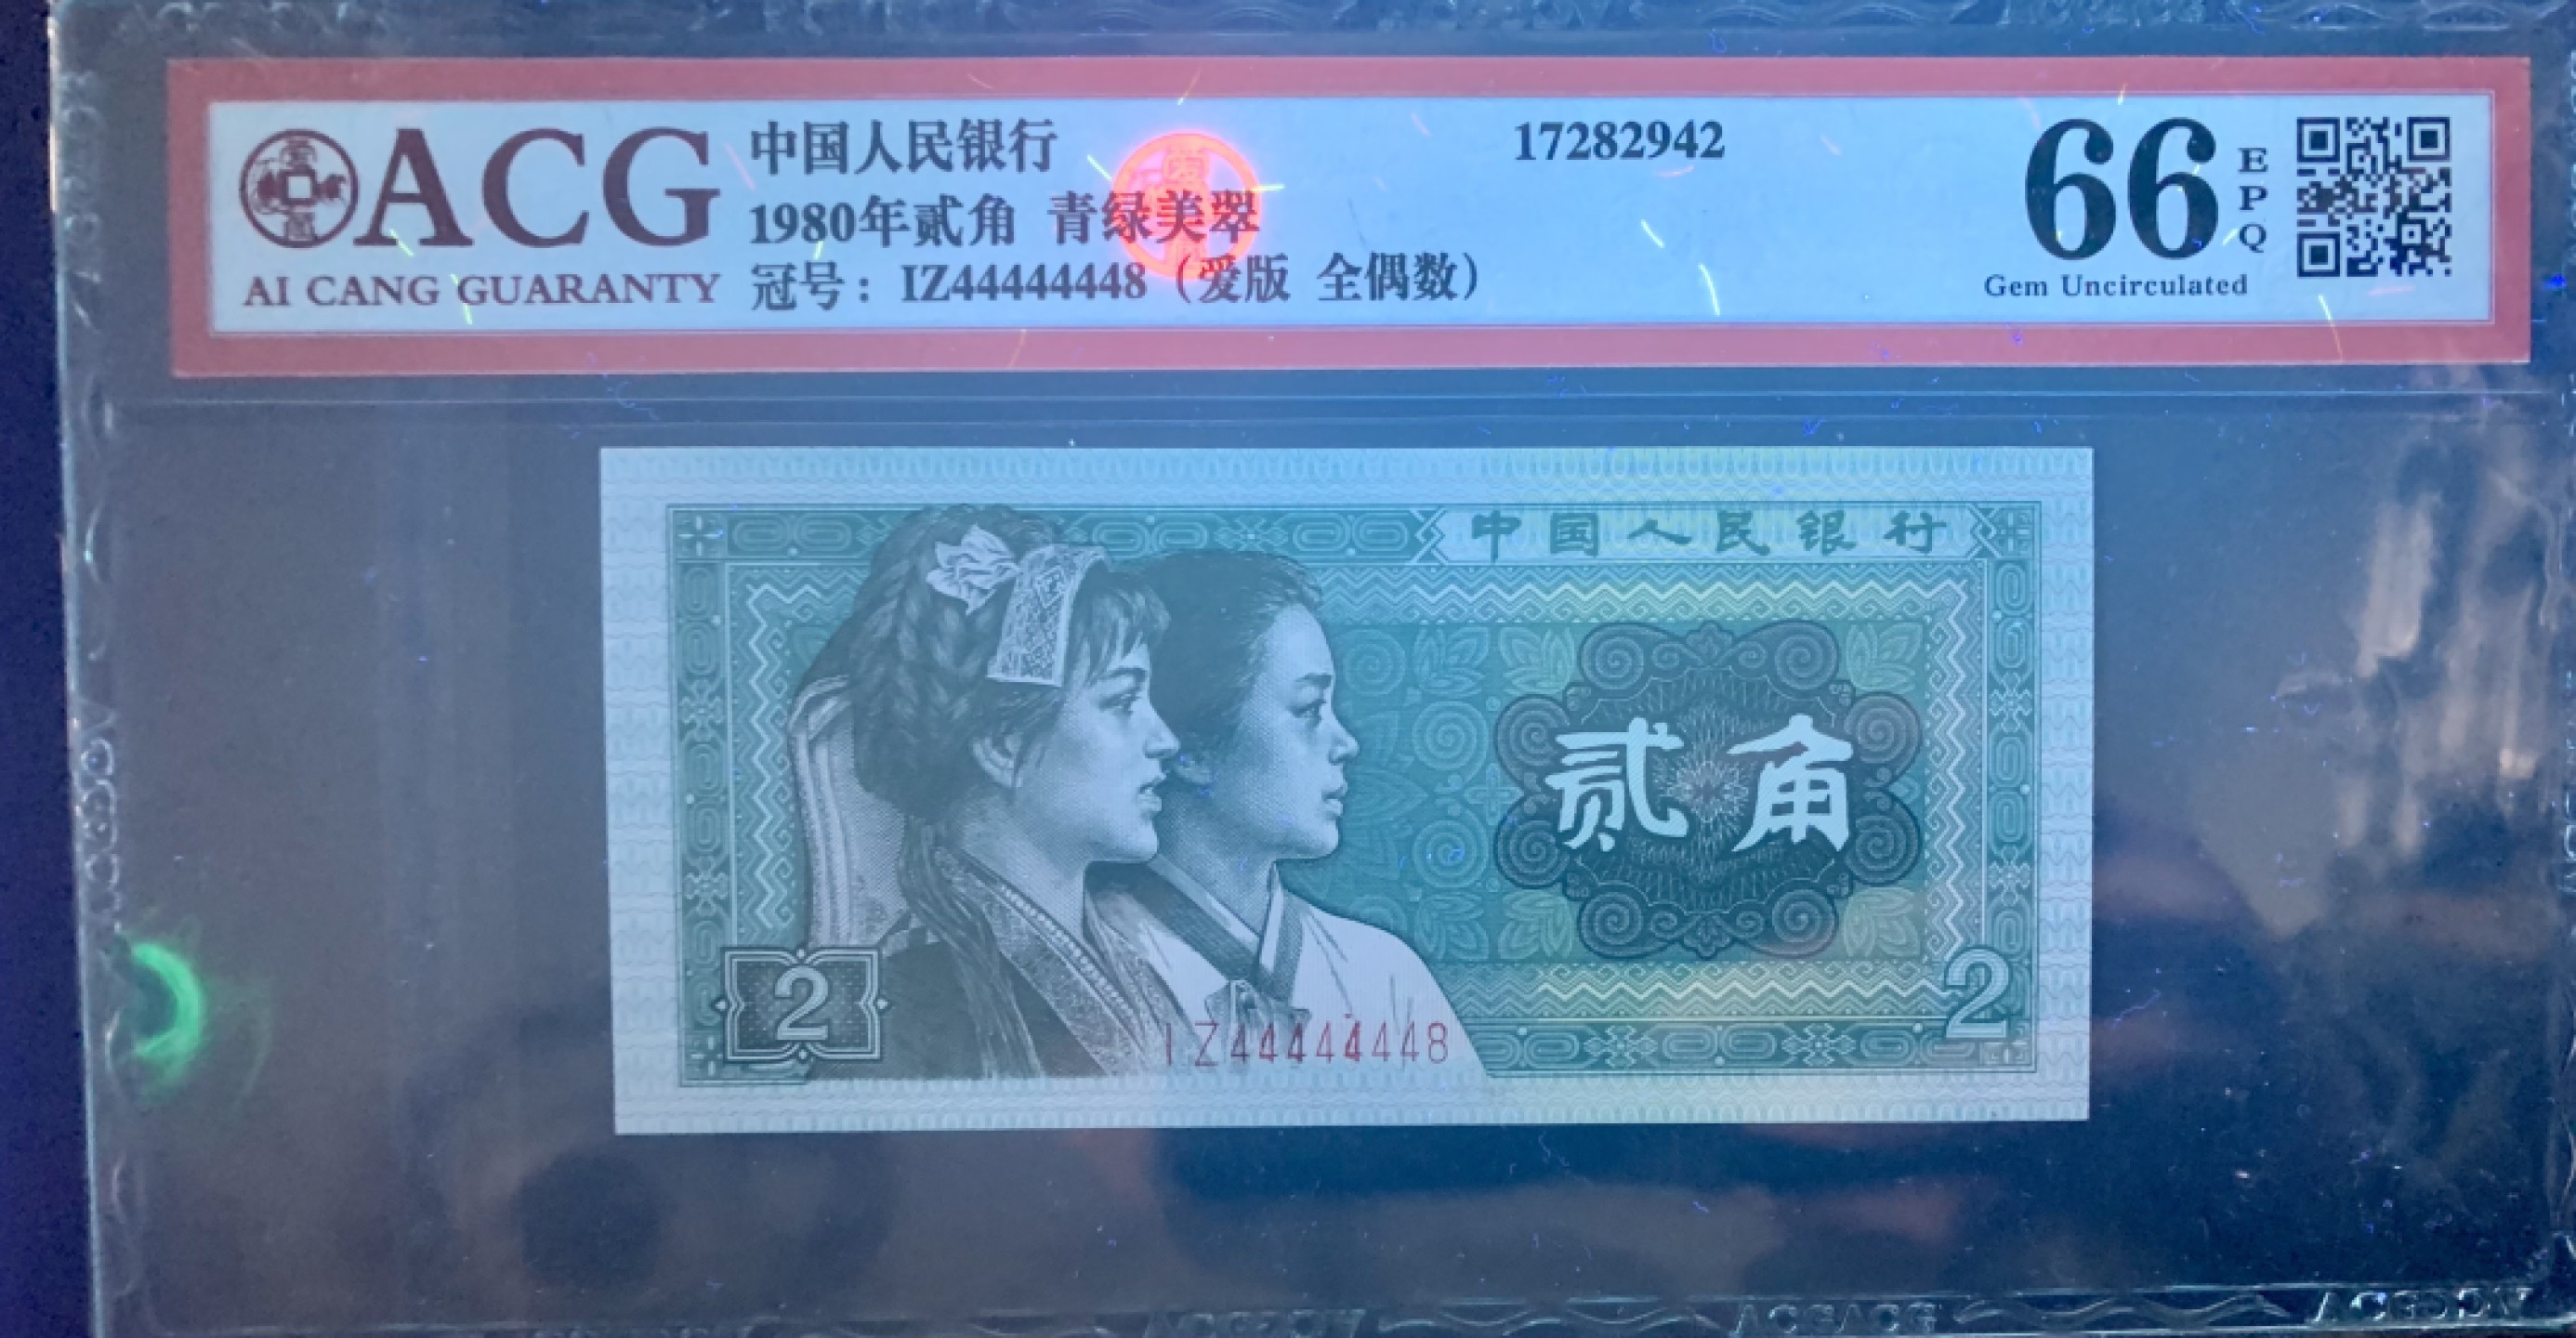 ACG
AI CANG GUARANTY
中国人民银行
1980年贰角 青绿美翠
冠号：IZ44444448（爱版 全偶数）
17282942
66
EPQ
Gem Uncirculated
中国人民银行
贰角
2
2
IZ44444448
ACGACG